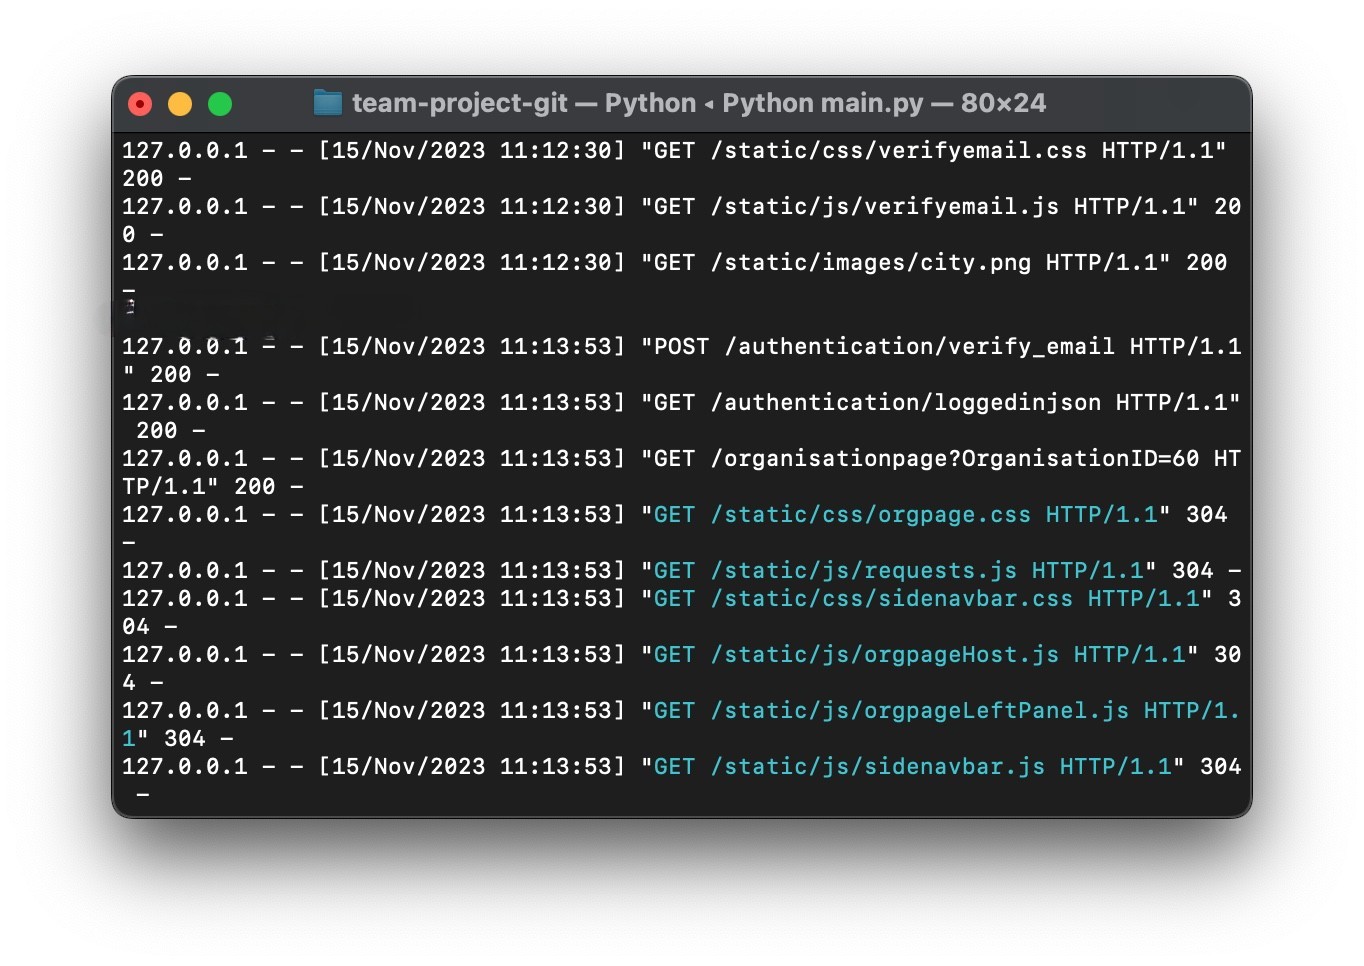 team-project-git — Python ◂ Python main.py — 80×24
127.0.0.1 - - [15/Nov/2023 11:12:30] "GET /static/css/verifyemail.css HTTP/1.1"
200 -
127.0.0.1 - - [15/Nov/2023 11:12:30] "GET /static/js/verifyemail.js HTTP/1.1" 20
0 -
127.0.0.1 - - [15/Nov/2023 11:12:30] "GET /static/images/city.png HTTP/1.1" 200
-
127.0.0.1 - - [15/Nov/2023 11:13:53] "POST /authentication/verify_email HTTP/1.1
" 200 -
127.0.0.1 - - [15/Nov/2023 11:13:53] "GET /authentication/loggedinjson HTTP/1.1"
 200 -
127.0.0.1 - - [15/Nov/2023 11:13:53] "GET /organisationpage?OrganisationID=60 HT
TP/1.1" 200 -
127.0.0.1 - - [15/Nov/2023 11:13:53] "GET /static/css/orgpage.css HTTP/1.1" 304
-
127.0.0.1 - - [15/Nov/2023 11:13:53] "GET /static/js/requests.js HTTP/1.1" 304 -
127.0.0.1 - - [15/Nov/2023 11:13:53] "GET /static/css/sidenavbar.css HTTP/1.1" 3
04 -
127.0.0.1 - - [15/Nov/2023 11:13:53] "GET /static/js/orgpageHost.js HTTP/1.1" 30
4 -
127.0.0.1 - - [15/Nov/2023 11:13:53] "GET /static/js/orgpageLeftPanel.js HTTP/1.
1" 304 -
127.0.0.1 - - [15/Nov/2023 11:13:53] "GET /static/js/sidenavbar.js HTTP/1.1" 304
 -